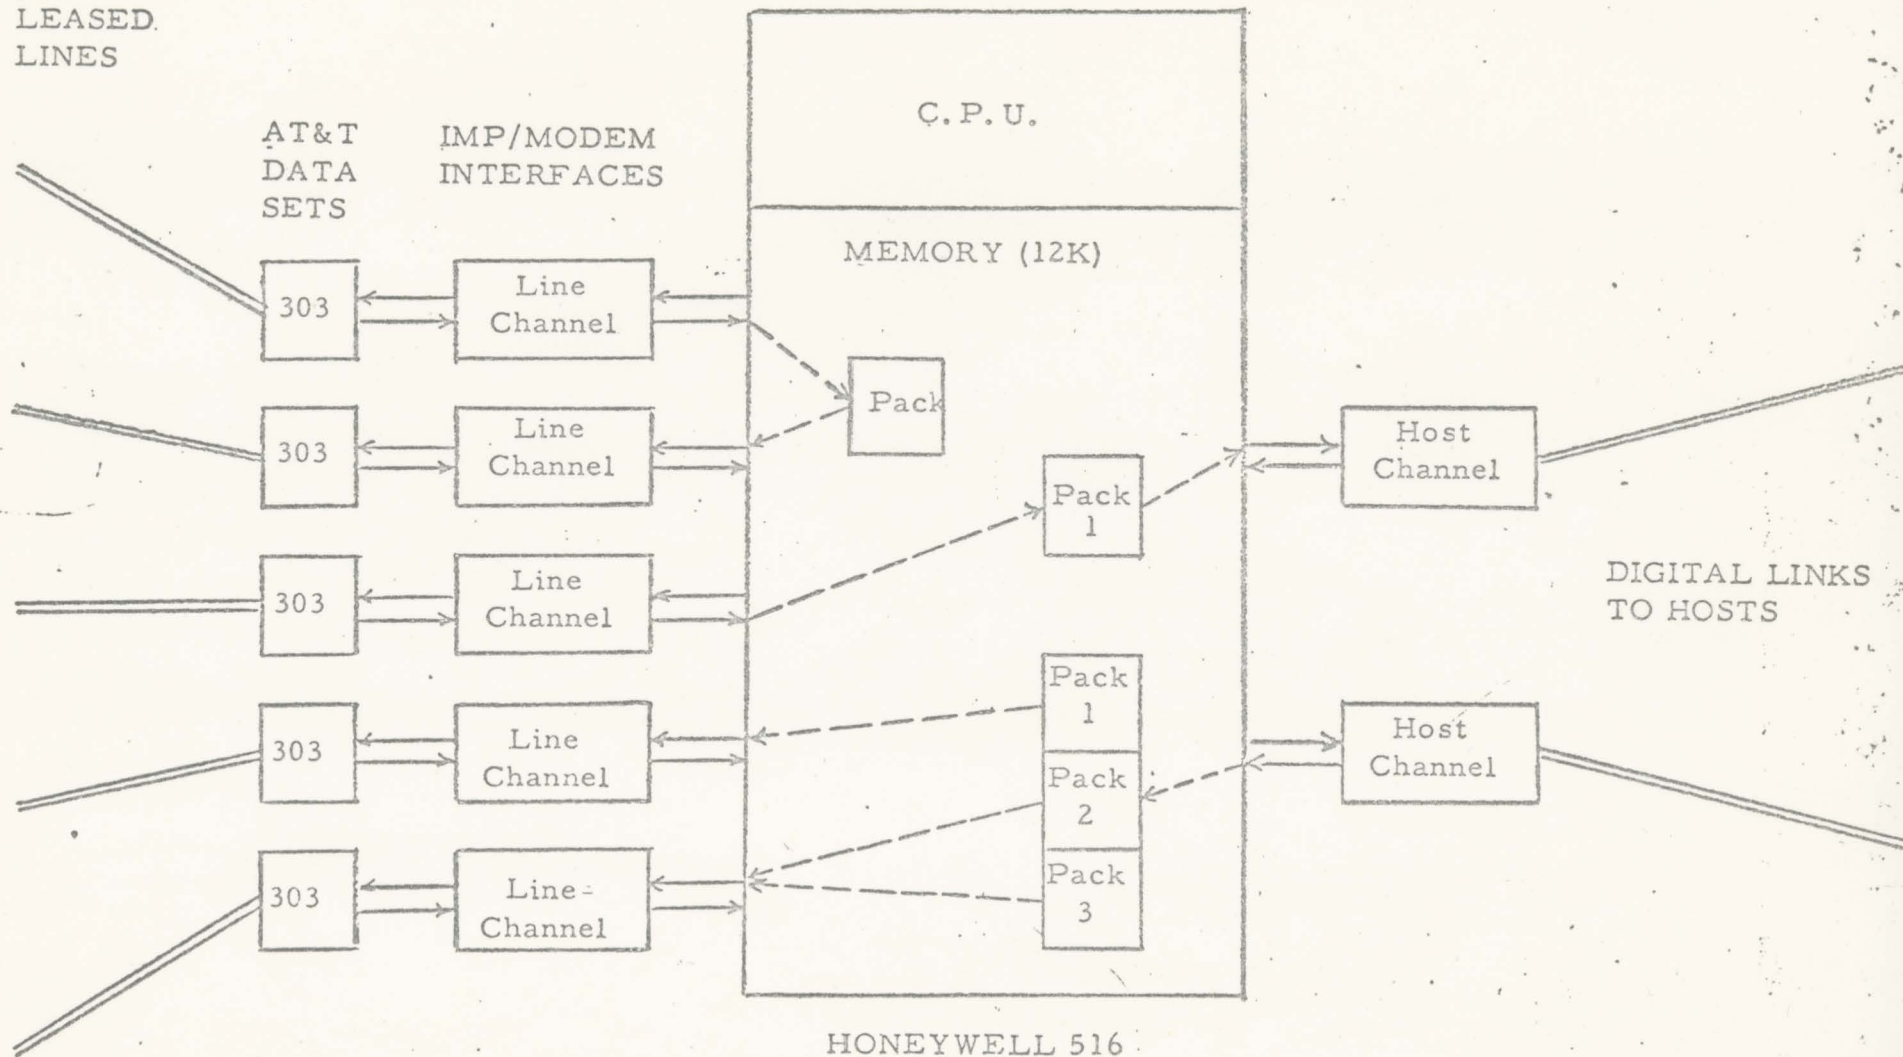 LEASED
LINES
AT&T
DATA
SETS
IMP/MODEM
INTERFACES
C. P. U.
MEMORY (12K)
303
Line
Channel
303
Line
Channel
303
Line
Channel
303
Line
Channel
303
Line
Channel
Pack
Pack
1
Pack
1
Pack
2
Pack
3
Host
Channel
Host
Channel
DIGITAL LINKS
TO HOSTS
HONEYWELL 516